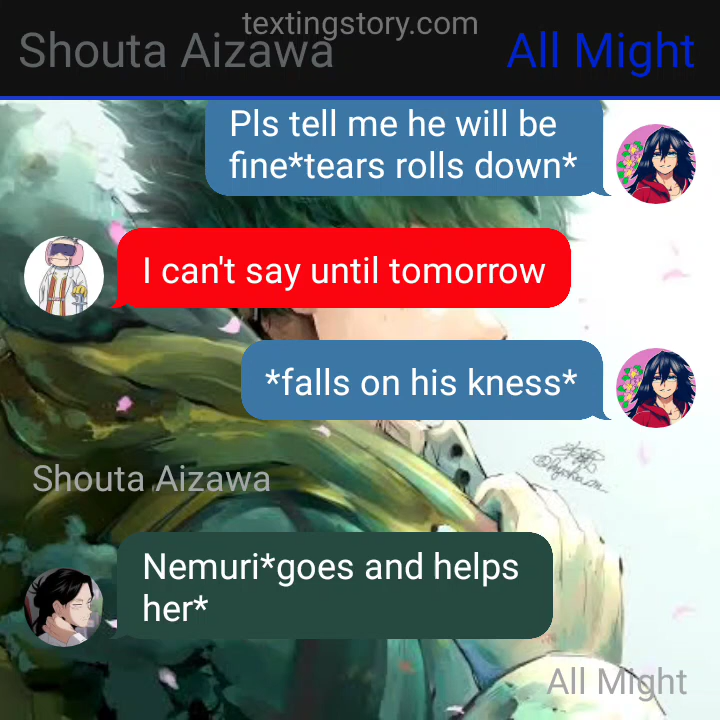 textingstory.com
Shouta Aizawa
All Might
Pls tell me he will be
fine*tears rolls down*
I can't say until tomorrow
*falls on his kness*
Shouta Aizawa
Nemuri*goes and helps
her*
All Might